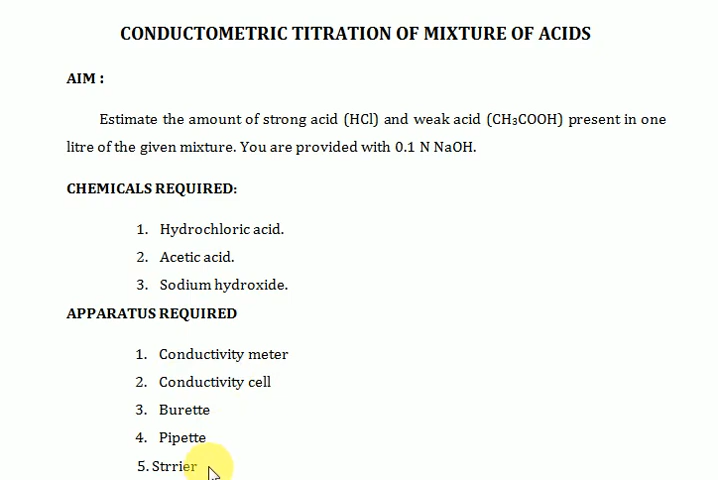 CONDUCTOMETRIC TITRATION OF MIXTURE OF ACIDS
AIM :
Estimate the amount of strong acid (HCl) and weak acid (CH₃COOH) present in one
litre of the given mixture. You are provided with 0.1 N NaOH.
CHEMICALS REQUIRED:
1. Hydrochloric acid.
2. Acetic acid.
3. Sodium hydroxide.
APPARATUS REQUIRED
1. Conductivity meter
2. Conductivity cell
3. Burette
4. Pipette
5. Strrier